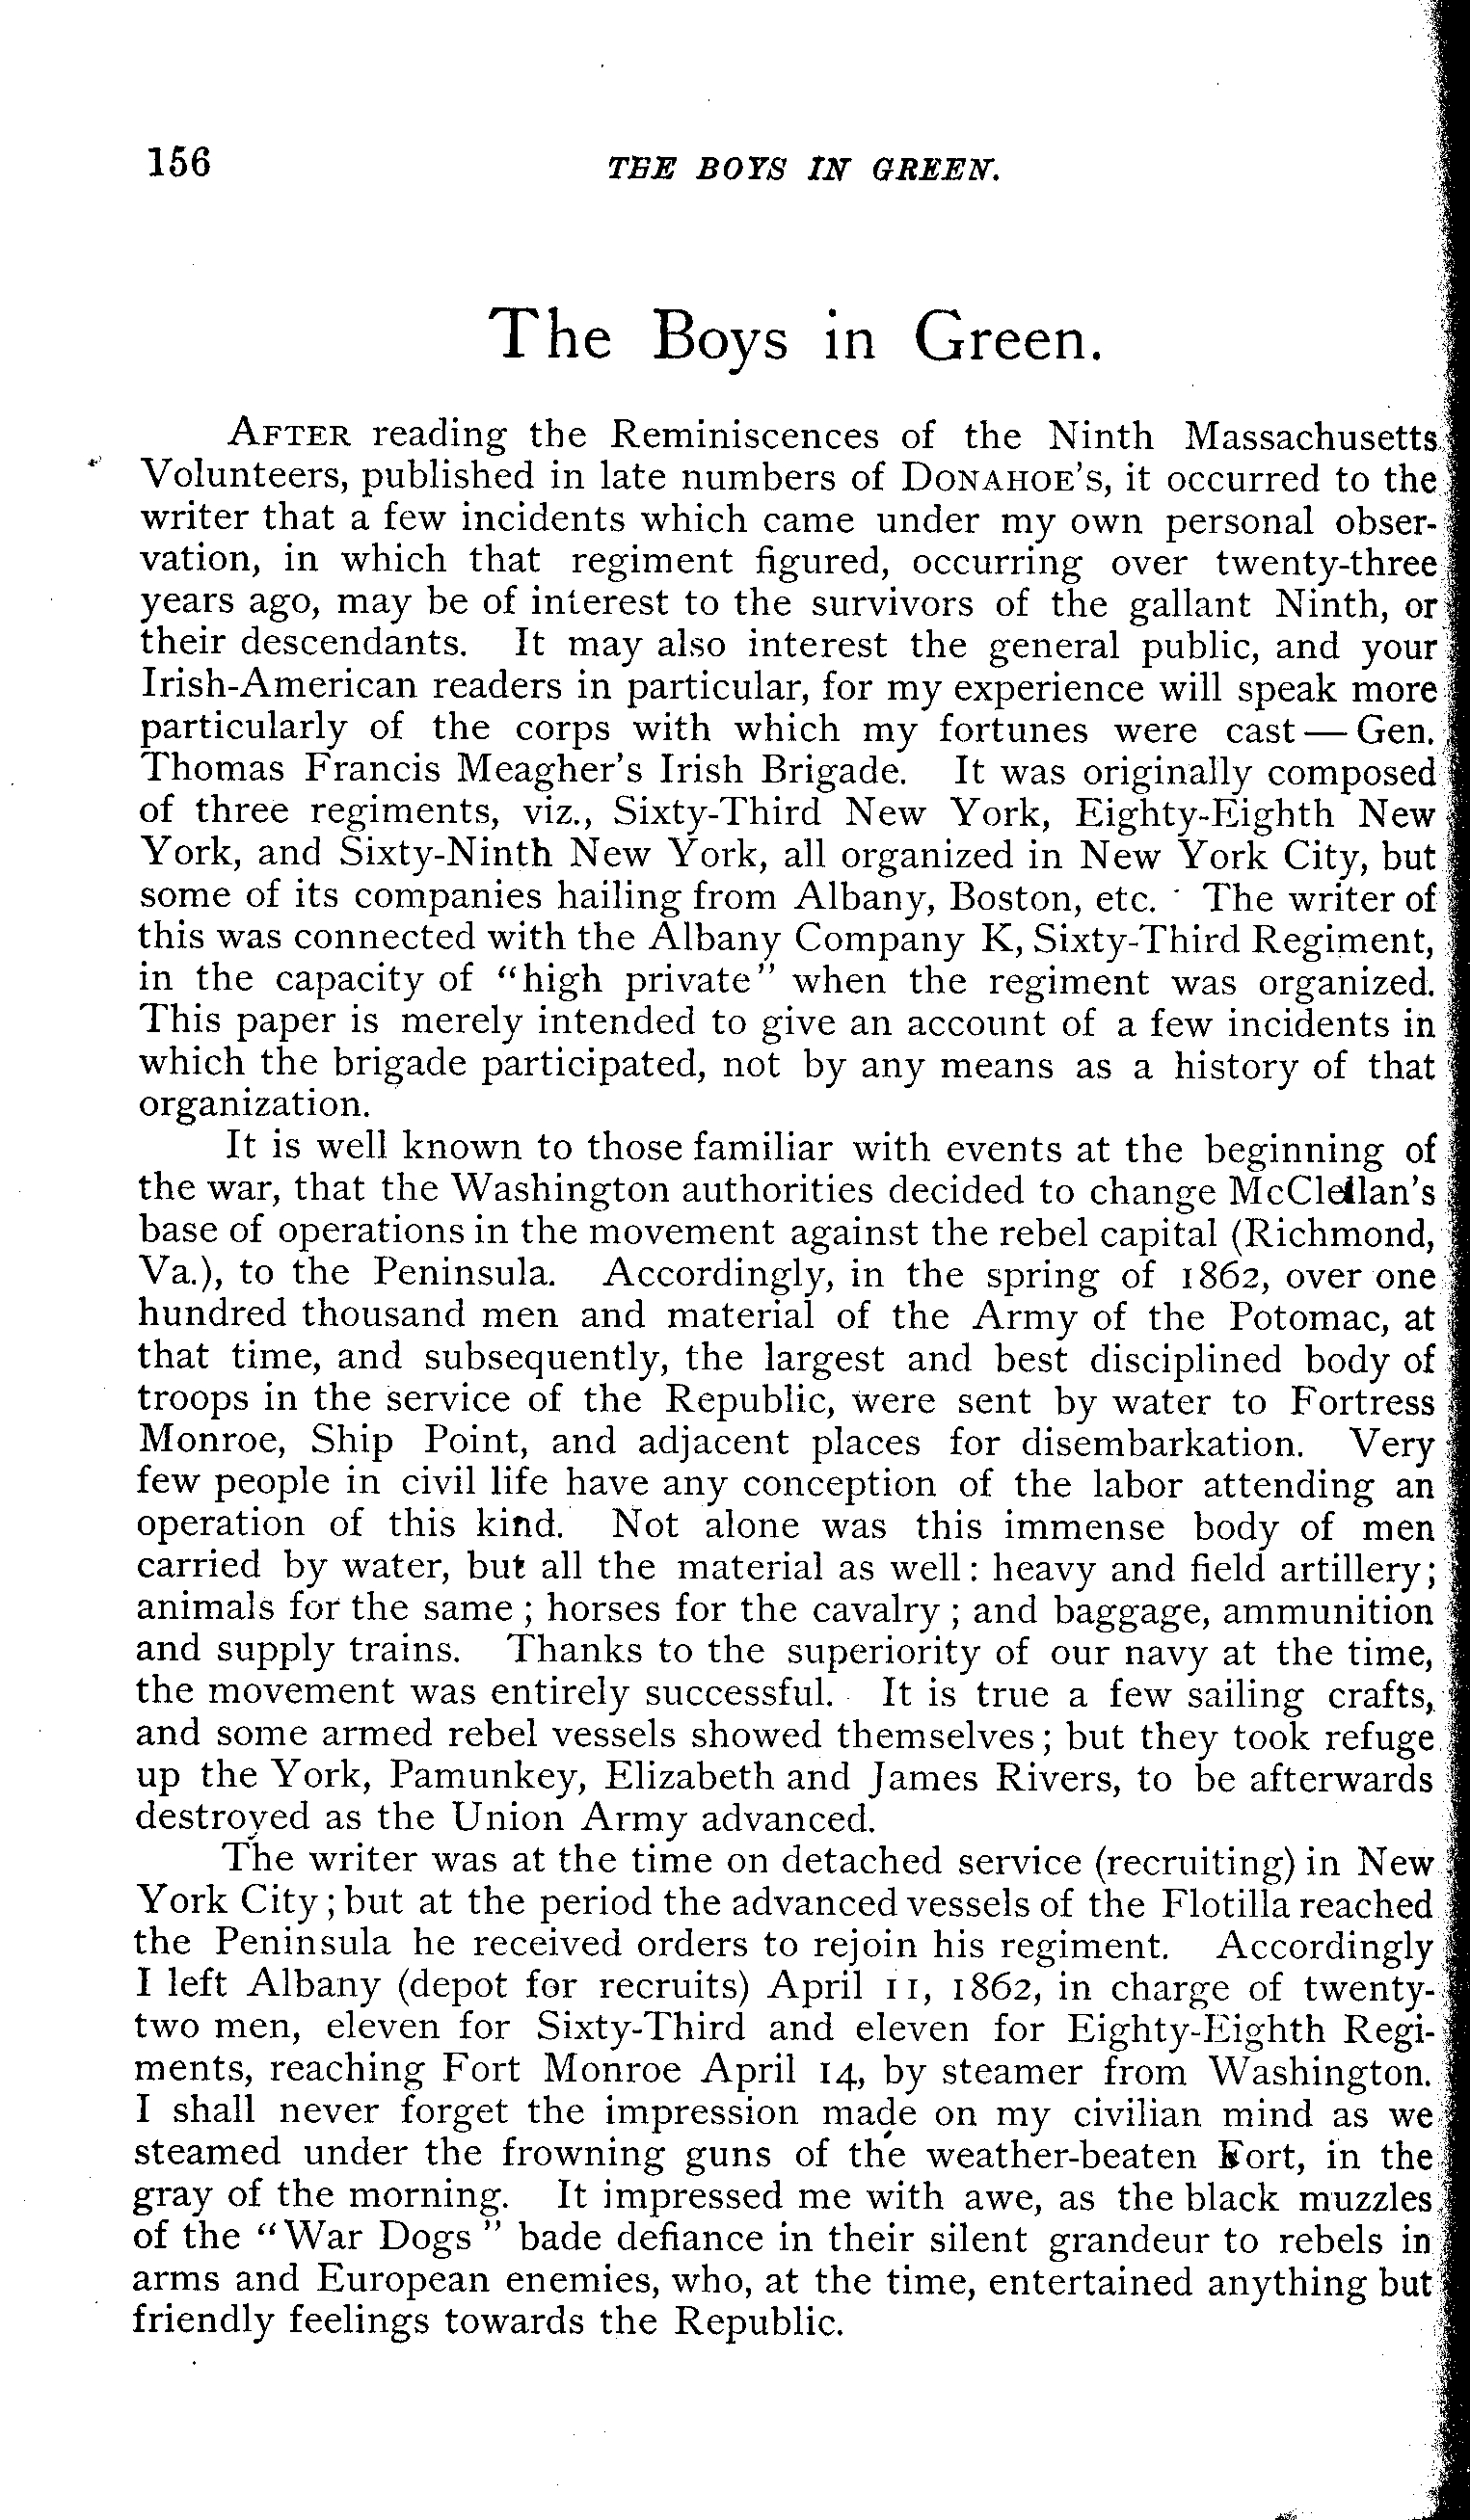 156 THE BOYS IN GREEN.
The Boys in Green.
AFTER reading the Reminiscences of the Ninth Massachusetts
Volunteers, published in late numbers of DONAHOE'S, it occurred to the
writer that a few incidents which came under my own personal obser-
vation, in which that regiment figured, occurring over twenty-three
years ago, may be of interest to the survivors of the gallant Ninth, or
their descendants. It may also interest the general public, and your
Irish-American readers in particular, for my experience will speak more
particularly of the corps with which my fortunes were cast — Gen.
Thomas Francis Meagher's Irish Brigade. It was originally composed
of three regiments, viz., Sixty-Third New York, Eighty-Eighth New
York, and Sixty-Ninth New York, all organized in New York City, but
some of its companies hailing from Albany, Boston, etc. The writer of
this was connected with the Albany Company K, Sixty-Third Regiment,
in the capacity of "high private" when the regiment was organized.
This paper is merely intended to give an account of a few incidents in
which the brigade participated, not by any means as a history of that
organization.
It is well known to those familiar with events at the beginning of
the war, that the Washington authorities decided to change McClellan's
base of operations in the movement against the rebel capital (Richmond,
Va.), to the Peninsula. Accordingly, in the spring of 1862, over one
hundred thousand men and material of the Army of the Potomac, at
that time, and subsequently, the largest and best disciplined body of
troops in the service of the Republic, were sent by water to Fortress
Monroe, Ship Point, and adjacent places for disembarkation. Very
few people in civil life have any conception of the labor attending an
operation of this kind. Not alone was this immense body of men
carried by water, but all the material as well: heavy and field artillery;
animals for the same; horses for the cavalry; and baggage, ammunition
and supply trains. Thanks to the superiority of our navy at the time,
the movement was entirely successful. It is true a few sailing crafts,
and some armed rebel vessels showed themselves; but they took refuge
up the York, Pamunkey, Elizabeth and James Rivers, to be afterwards
destroyed as the Union Army advanced.
The writer was at the time on detached service (recruiting) in New
York City; but at the period the advanced vessels of the Flotilla reached
the Peninsula he received orders to rejoin his regiment. Accordingly
I left Albany (depot for recruits) April 11, 1862, in charge of twenty-
two men, eleven for Sixty-Third and eleven for Eighty-Eighth Regi-
ments, reaching Fort Monroe April 14, by steamer from Washington.
I shall never forget the impression made on my civilian mind as we
steamed under the frowning guns of the weather-beaten Fort, in the
gray of the morning. It impressed me with awe, as the black muzzles
of the "War Dogs" bade defiance in their silent grandeur to rebels in
arms and European enemies, who, at the time, entertained anything but
friendly feelings towards the Republic.